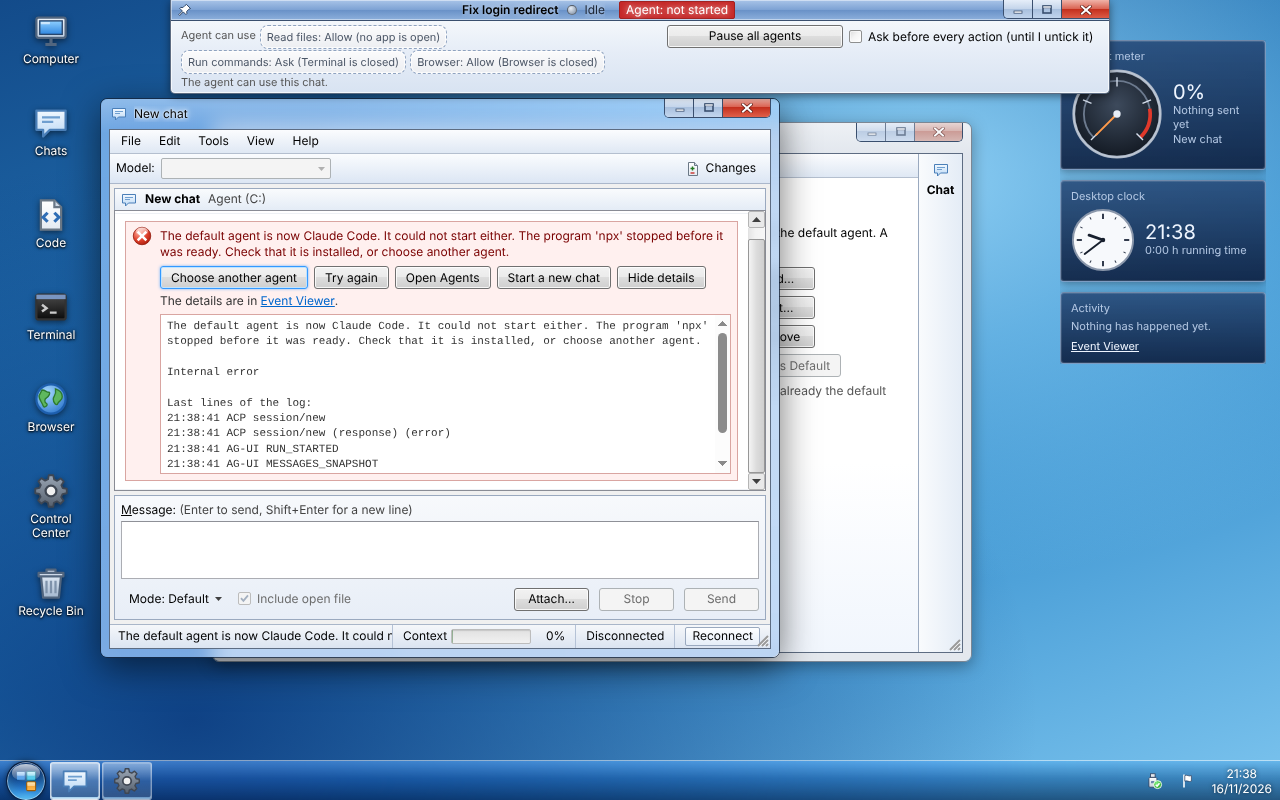 Fix login redirect
Idle
Agent: not started
Agent can use
Read files: Allow (no app is open)
Pause all agents
Ask before every action (until I untick it)
Run commands: Ask (Terminal is closed)
Browser: Allow (Browser is closed)
The agent can use this chat.
Computer
Chats
Code
Terminal
Browser
Control
Center
Recycle Bin
New chat
File
Edit
Tools
View
Help
Model:
Changes
New chat
Agent (C:)
The default agent is now Claude Code. It could not start either. The program 'npx' stopped before it
was ready. Check that it is installed, or choose another agent.
Choose another agent
Try again
Open Agents
Start a new chat
Hide details
The details are in Event Viewer.
The default agent is now Claude Code. It could not start either. The program 'npx'
stopped before it was ready. Check that it is installed, or choose another agent.
Internal error
Last lines of the log:
21:38:41 ACP session/new
21:38:41 ACP session/new (response) (error)
21:38:41 AG-UI RUN_STARTED
21:38:41 AG-UI MESSAGES_SNAPSHOT
Message: (Enter to send, Shift+Enter for a new line)
Mode: Default
Include open file
Attach...
Stop
Send
The default agent is now Claude Code. It could
Context
0%
Disconnected
Reconnect
the default agent. A
Default
already the default
Chat
meter
0%
Nothing sent
yet
New chat
Desktop clock
21:38
0:00 h running time
Activity
Nothing has happened yet.
Event Viewer
21:38
16/11/2026